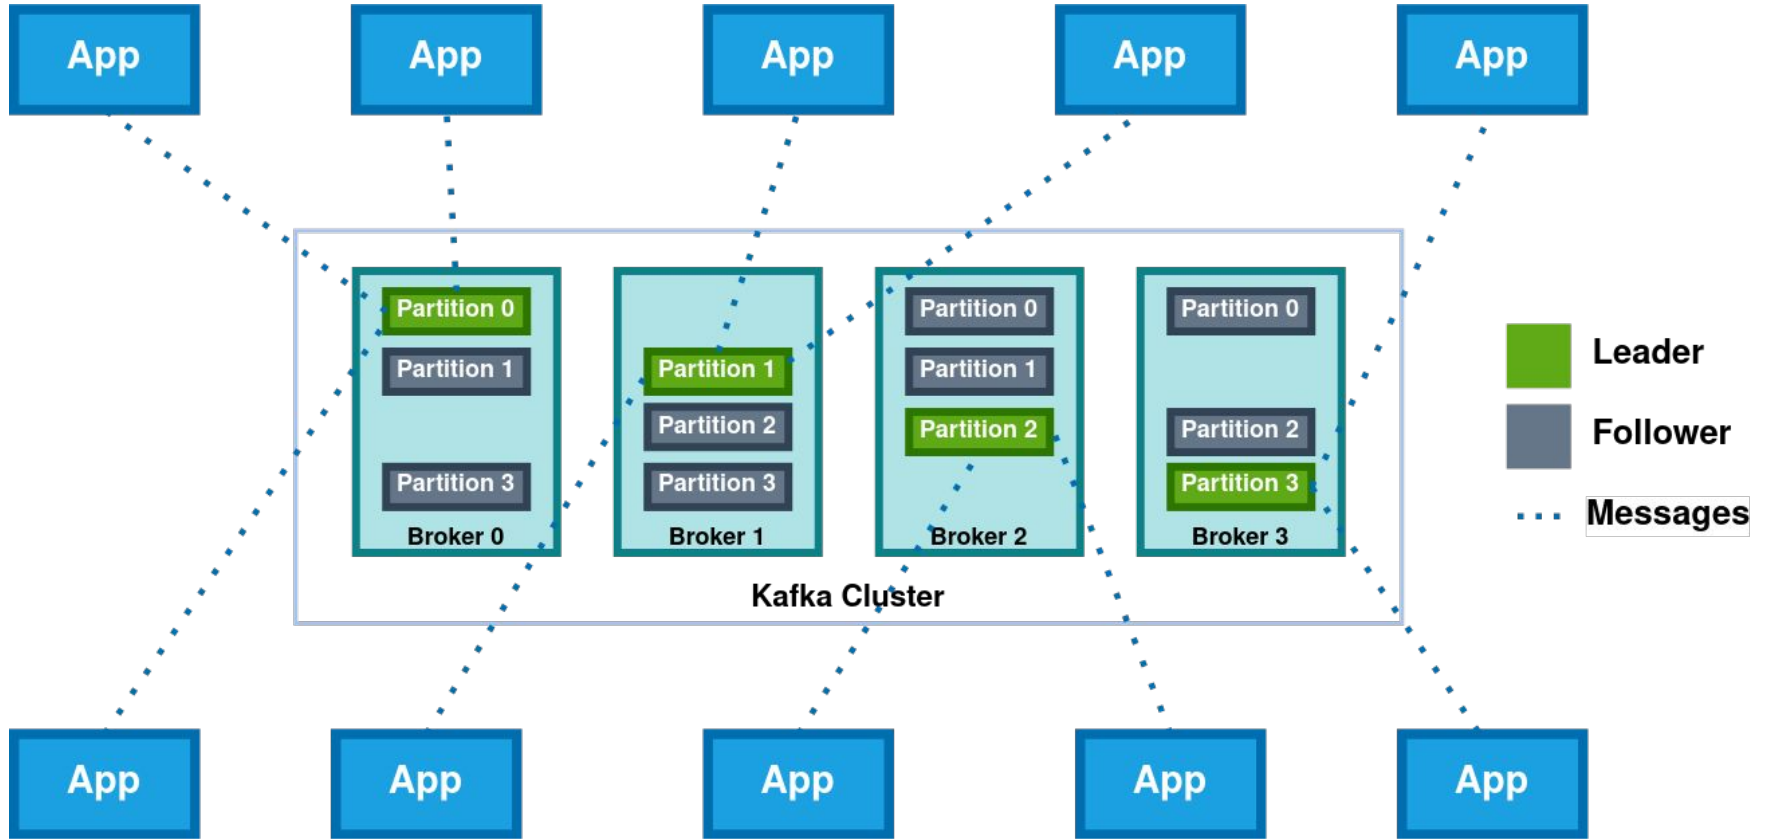 App
App
App
App
App
Partition 0
Partition 1
Partition 3
Broker 0
Partition 1
Partition 2
Partition 3
Broker 1
Partition 0
Partition 1
Partition 2
Broker 2
Partition 0
Partition 2
Partition 3
Broker 3
Kafka Cluster
Leader
Follower
Messages
App
App
App
App
App